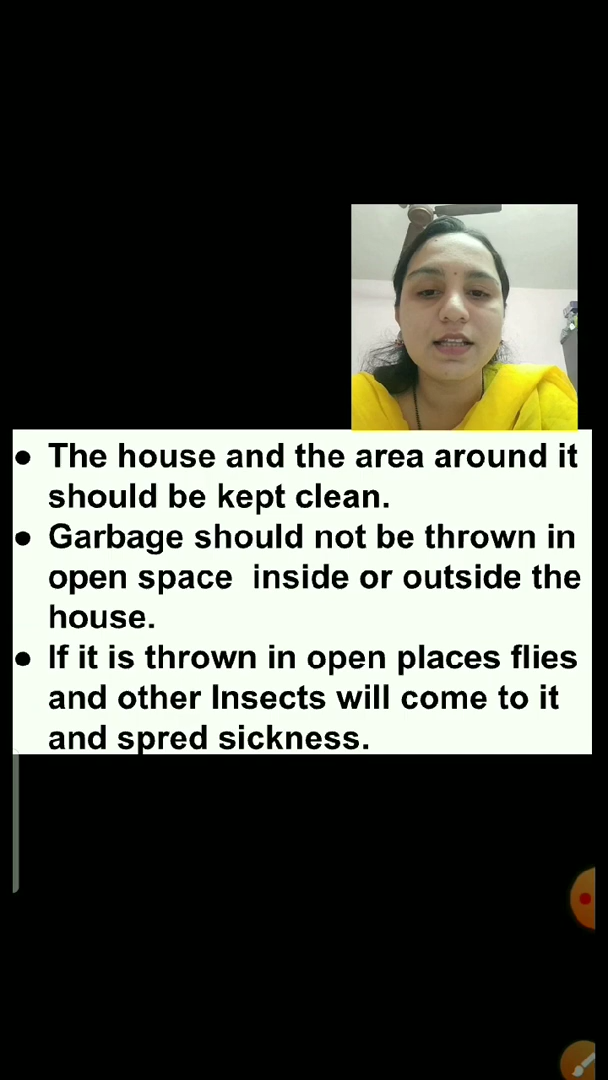 ● The house and the area around it
should be kept clean.
● Garbage should not be thrown in
open space  inside or outside the
house.
● If it is thrown in open places flies
and other Insects will come to it
and spred sickness.